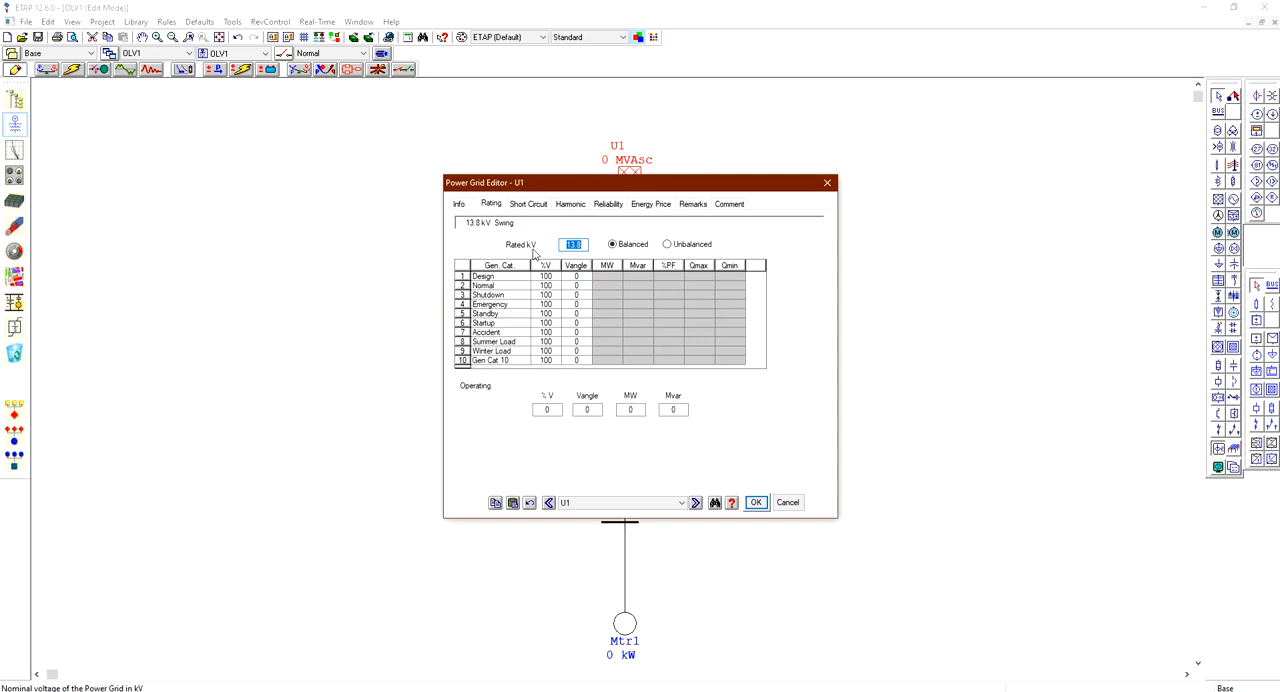 ETAP 12.6.0 - [OLV1 (Edit Mode)]
File Edit View Project Library Rules Defaults Tools RevControl Real-Time Window Help
ETAP (Default) Standard
Base OLV1 OLV1 Normal
U1
0 MVAsc
Power Grid Editor - U1
Info Rating Short Circuit Harmonic Reliability Energy Price Remarks Comment
13.8 kV Swing
Rated kV 13.8 Balanced Unbalanced
Gen. Cat. %V Vangle MW Mvar %PF Qmax Qmin
1 Design 100 0
2 Normal 100 0
3 Shutdown 100 0
4 Emergency 100 0
5 Standby 100 0
6 Startup 100 0
7 Accident 100 0
8 Summer Load 100 0
9 Winter Load 100 0
10 Gen Cat 10 100 0
Operating
% V Vangle MW Mvar
0 0 0 0
U1 OK Cancel
Mtr1
0 kW
BUS
BUS
Nominal voltage of the Power Grid in kV
Base